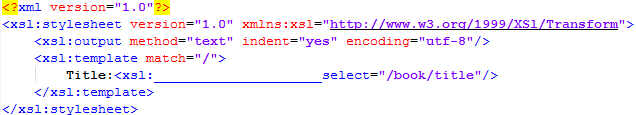 <?xml version="1.0"?>
<xsl:stylesheet version="1.0" xmlns:xsl="http://www.w3.org/1999/XSl/Transform">
<xsl:output method="text" indent="yes" encoding="utf-8"/>
<xsl:template match="/">
Title:<xsl:______________________select="/book/title"/>
</xsl:template>
</xsl:stylesheet>